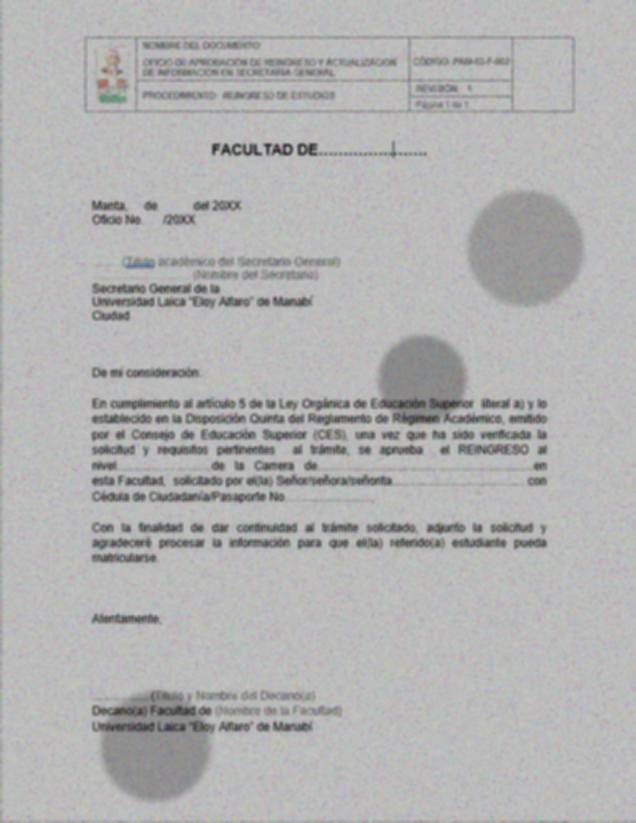 NOMBRE DEL DOCUMENTO:
OFICIO DE APROBACIÓN DE REINGRESO Y ACTUALIZACIÓN
DE INFORMACIÓN EN SECRETARÍA GENERAL
PROCEDIMIENTO: REINGRESO DE ESTUDIOS
CÓDIGO:
REVISIÓN: 1
Página 1 de 1
FACULTAD DE......................
Manta, de del 20XX
Oficio No. /20XX
(Título académico del Secretario General)
(Nombre del Secretario)
Secretario General de la
Universidad Laica "Eloy Alfaro" de Manabí
Ciudad
De mi consideración:
En cumplimiento al artículo 5 de la Ley Orgánica de Educación Superior literal a) y lo
establecido en la Disposición Quinta del Reglamento de Régimen Académico, emitido
por el Consejo de Educación Superior (CES), una vez que ha sido verificada la
solicitud y requisitos pertinentes al trámite, se aprueba el REINGRESO al
nivel.......................... de la Carrera de............................................................ en
esta Facultad, solicitado por el(la) Señor/señora/señorita..................................... con
Cédula de Ciudadanía/Pasaporte No.........................
Con la finalidad de dar continuidad al trámite solicitado, adjunto la solicitud y
agradeceré procesar la información para que el(la) referido(a) estudiante pueda
matricularse.
Atentamente,
................(Título y Nombre del Decano(a)
Decano(a) Facultad de (Nombre de la Facultad)
Universidad Laica "Eloy Alfaro" de Manabí